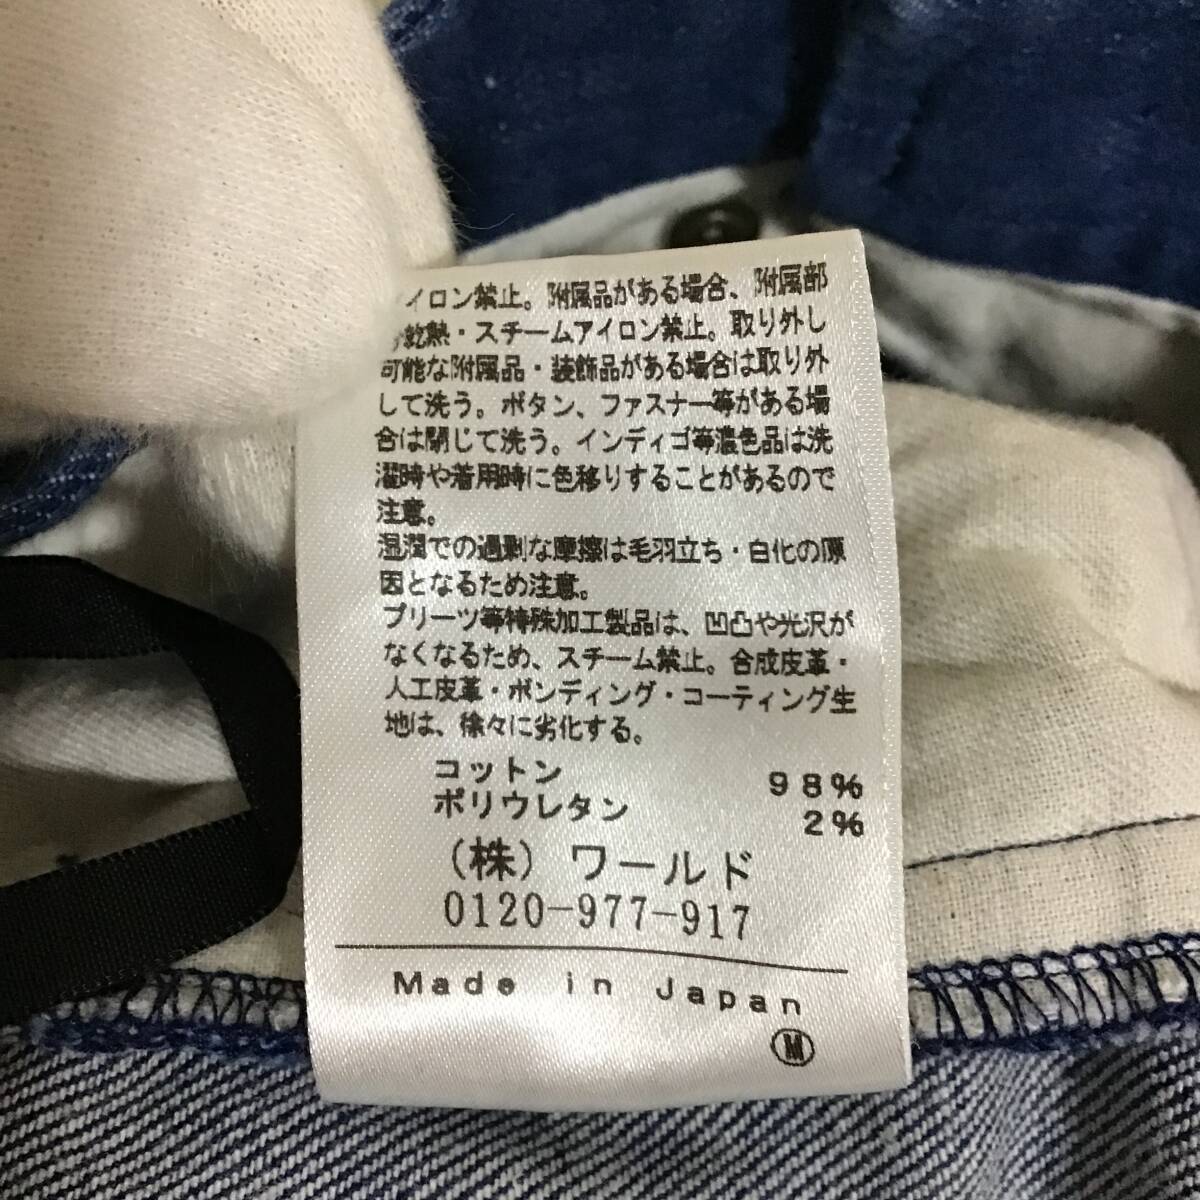 イロン禁止。附属品がある場合、附属部
乾熱・スチームアイロン禁止。取り外し
可能な附属品・装飾品がある場合は取り外
して洗う。ボタン、ファスナー等がある場
合は閉じて洗う。インディゴ等濃色品は洗
濯時や着用時に色移りすることがあるので
注意。
湿潤での過剰な摩擦は毛羽立ち・白化の原
因となるため注意。
プリーツ等特殊加工製品は、凹凸や光沢が
なくなるため、スチーム禁止。合成皮革・
人工皮革・ボンディング・コーティング生
地は、徐々に劣化する。
コットン 98%
ポリウレタン 2%
(株) ワールド
0120-977-917
Made in Japan
M